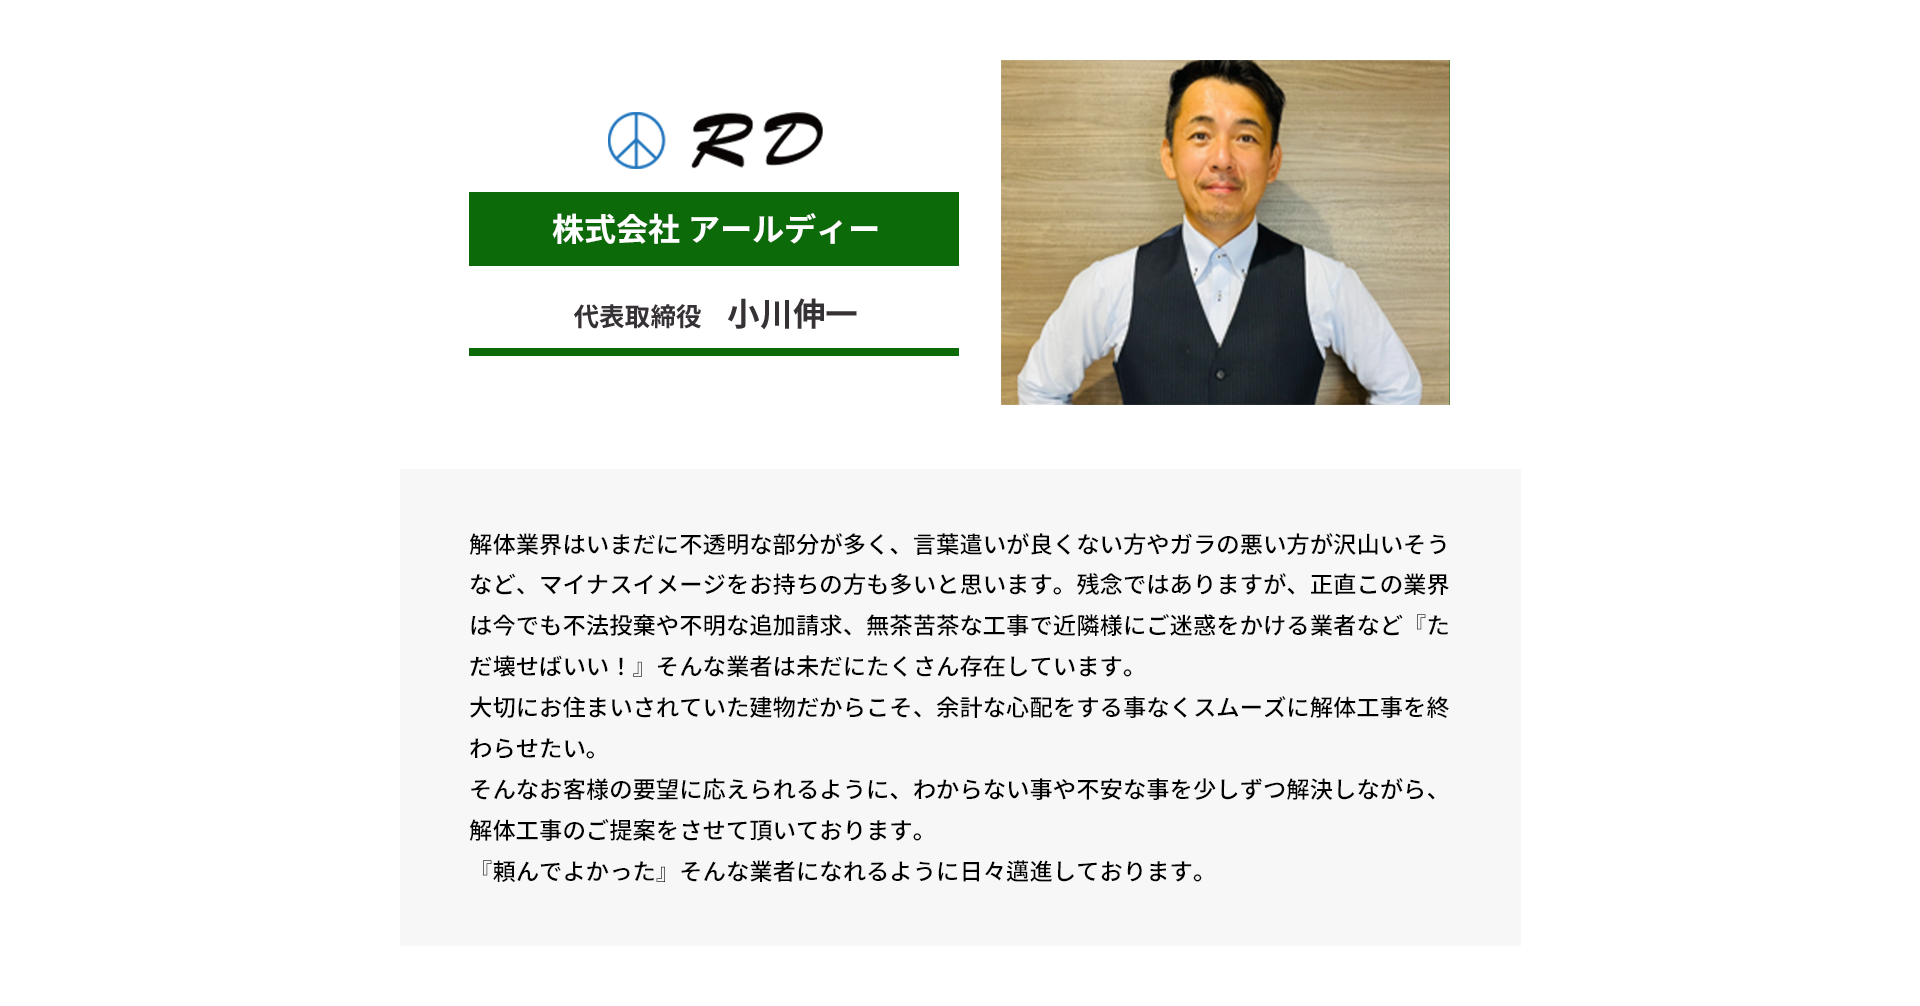 RD
株式会社 アールディー
代表取締役 小川伸一
解体業界はいまだに不透明な部分が多く、言葉遣いが良くない方やガラの悪い方が沢山いそう
など、マイナスイメージをお持ちの方も多いと思います。残念ではありますが、正直この業界
は今でも不法投棄や不明な追加請求、無茶苦茶な工事で近隣様にご迷惑をかける業者など『た
だ壊せばいい！』そんな業者は未だにたくさん存在しています。
大切にお住まいされていた建物だからこそ、余計な心配をする事なくスムーズに解体工事を終
わらせたい。
そんなお客様の要望に応えられるように、わからない事や不安な事を少しずつ解決しながら、
解体工事のご提案をさせて頂いております。
『頼んでよかった』そんな業者になれるように日々邁進しております。